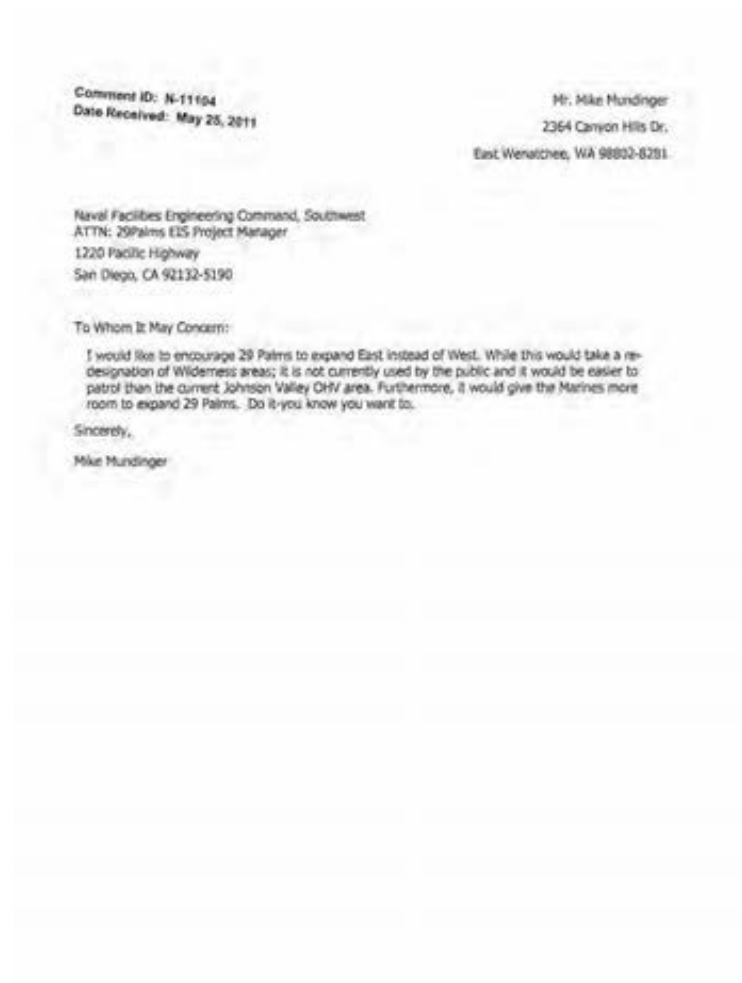 Comment ID: N-11104
Date Received: May 25, 2011
Mr. Mike Mundinger
2364 Canyon Hills Dr.
East Wenatchee, WA 98802-8281
Naval Facilities Engineering Command, Southwest
ATTN: 29Palms EIS Project Manager
1220 Pacific Highway
San Diego, CA 92132-5190
To Whom It May Concern:
I would like to encourage 29 Palms to expand East instead of West. While this would take a re-
designation of Wilderness areas; it is not currently used by the public and it would be easier to
patrol than the current Johnson Valley OHV area. Furthermore, it would give the Marines more
room to expand 29 Palms. Do it-you know you want to.
Sincerely,
Mike Mundinger